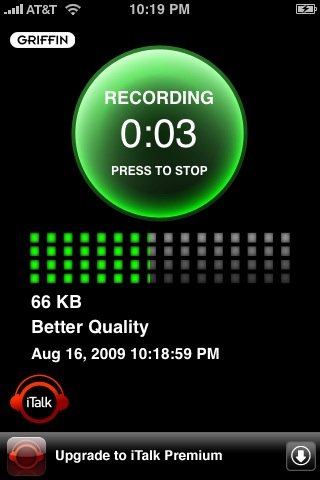 AT&T 10:19 PM
GRIFFIN
RECORDING
0:03
PRESS TO STOP
66 KB
Better Quality
Aug 16, 2009 10:18:59 PM
iTalk
Upgrade to iTalk Premium